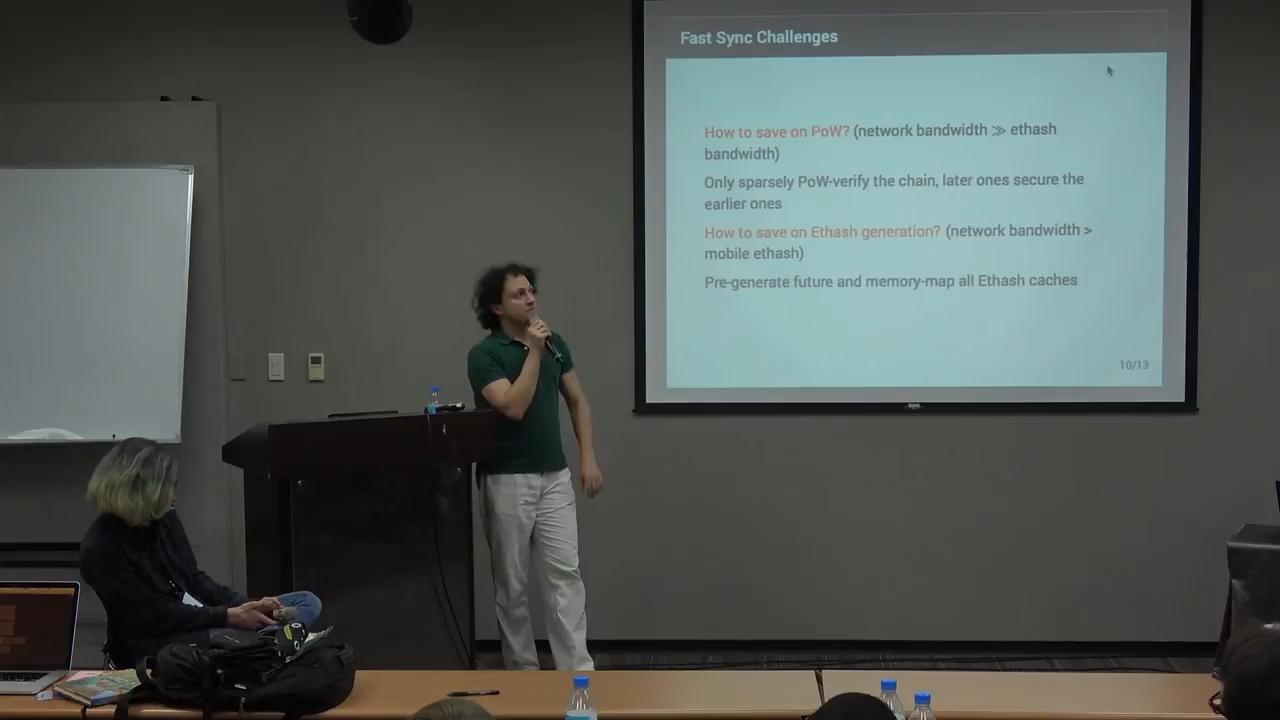 Fast Sync Challenges
How to save on PoW? (network bandwidth ≫ ethash
bandwidth)
Only sparsely PoW-verify the chain, later ones secure the
earlier ones
How to save on Ethash generation? (network bandwidth >
mobile ethash)
Pre-generate future and memory-map all Ethash caches
10/13